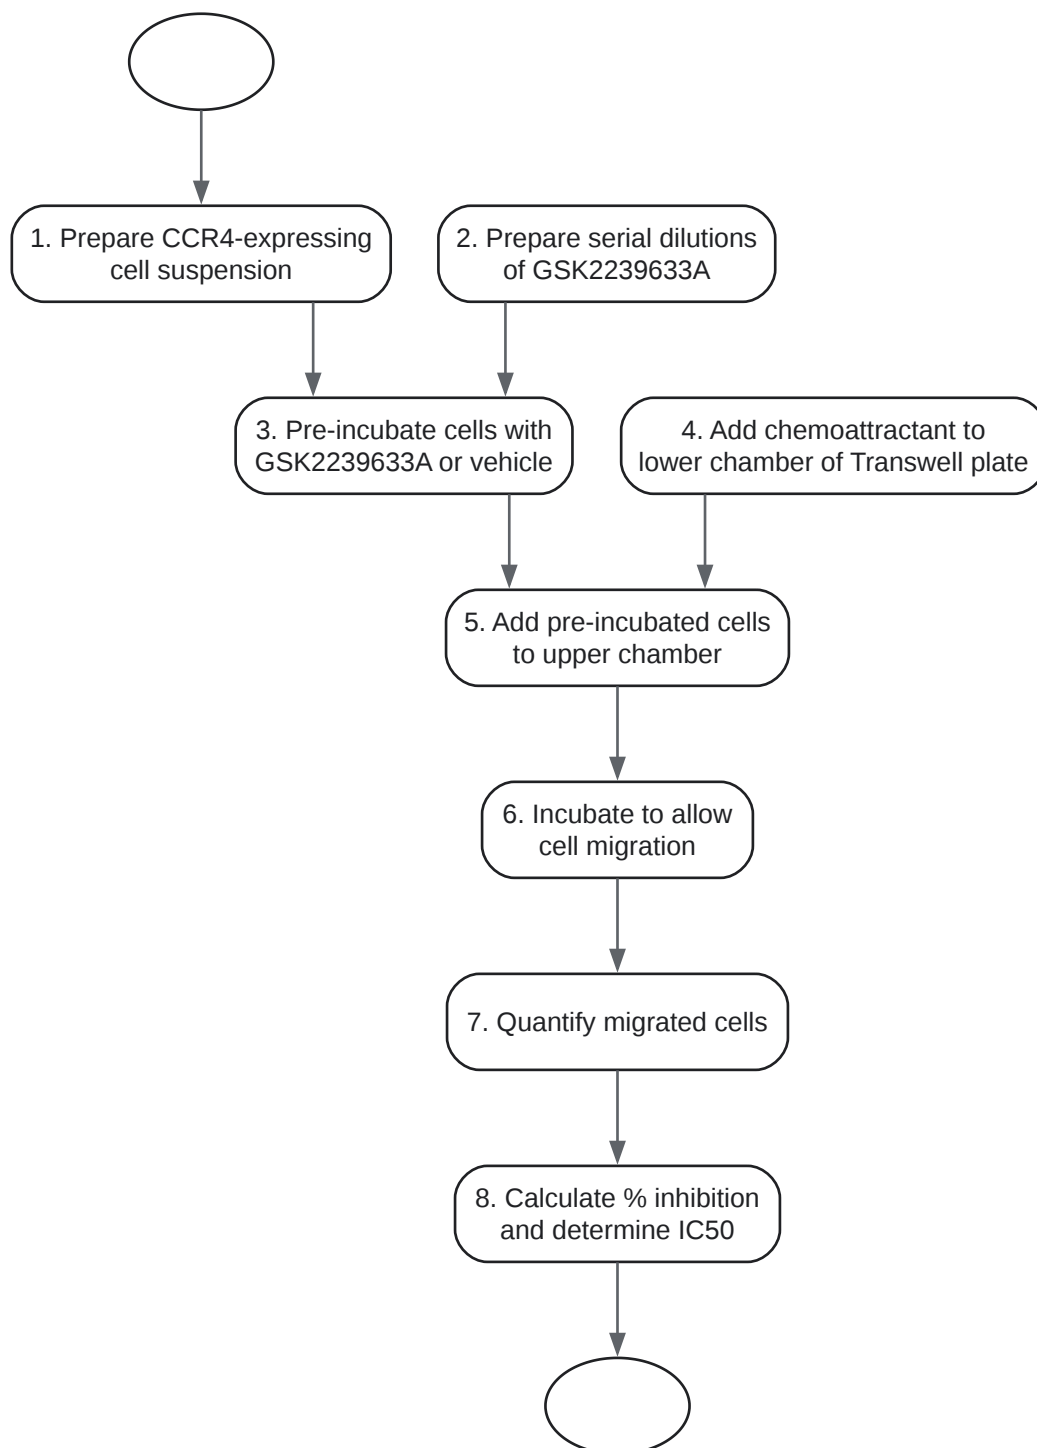 1. Prepare CCR4-expressing
cell suspension
2. Prepare serial dilutions
of GSK2239633A
3. Pre-incubate cells with
GSK2239633A or vehicle
4. Add chemoattractant to
lower chamber of Transwell plate
5. Add pre-incubated cells
to upper chamber
6. Incubate to allow
cell migration
7. Quantify migrated cells
8. Calculate % inhibition
and determine IC50